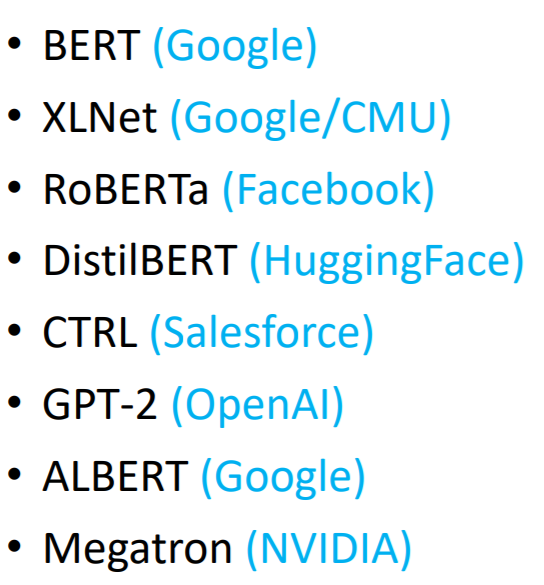 • BERT (Google)
• XLNet (Google/CMU)
• RoBERTa (Facebook)
• DistilBERT (HuggingFace)
• CTRL (Salesforce)
• GPT-2 (OpenAI)
• ALBERT (Google)
• Megatron (NVIDIA)